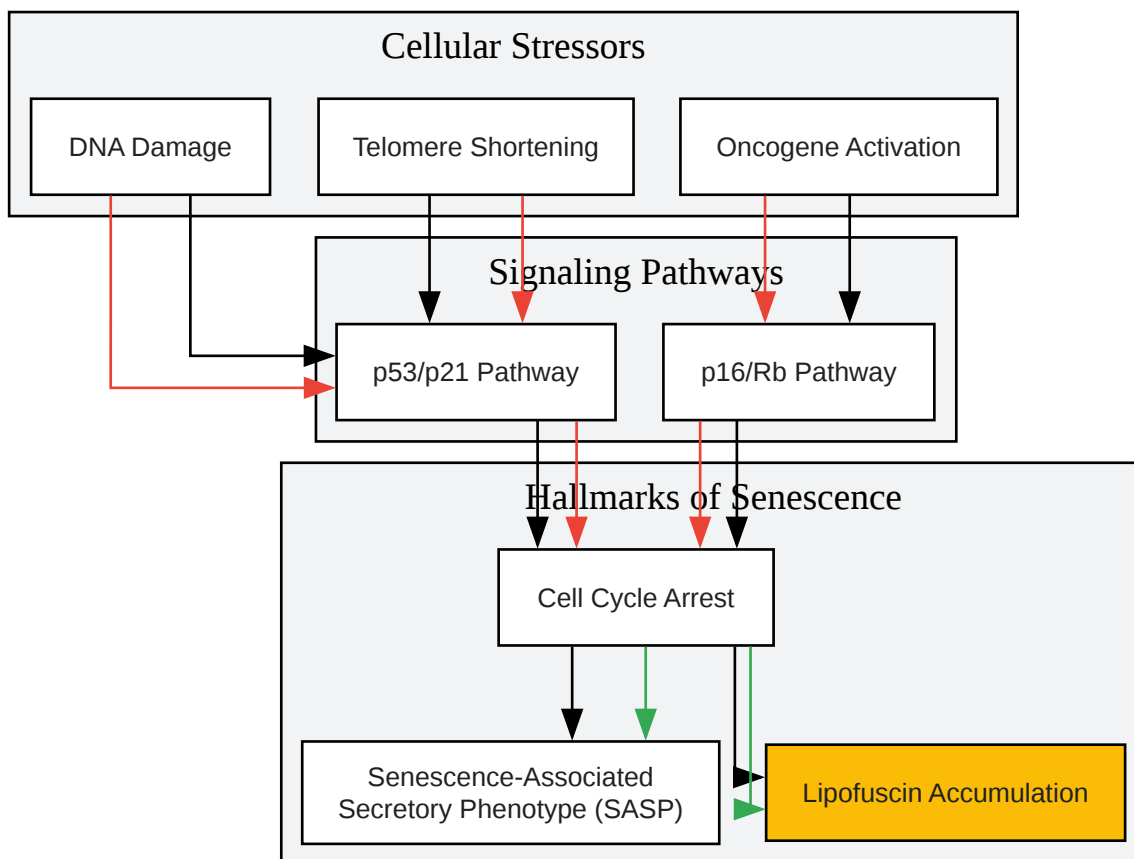 Cellular Stressors
DNA Damage
Telomere Shortening
Oncogene Activation
Signaling Pathways
p53/p21 Pathway
p16/Rb Pathway
Hallmarks of Senescence
Cell Cycle Arrest
Senescence-Associated
Secretory Phenotype (SASP)
Lipofuscin Accumulation